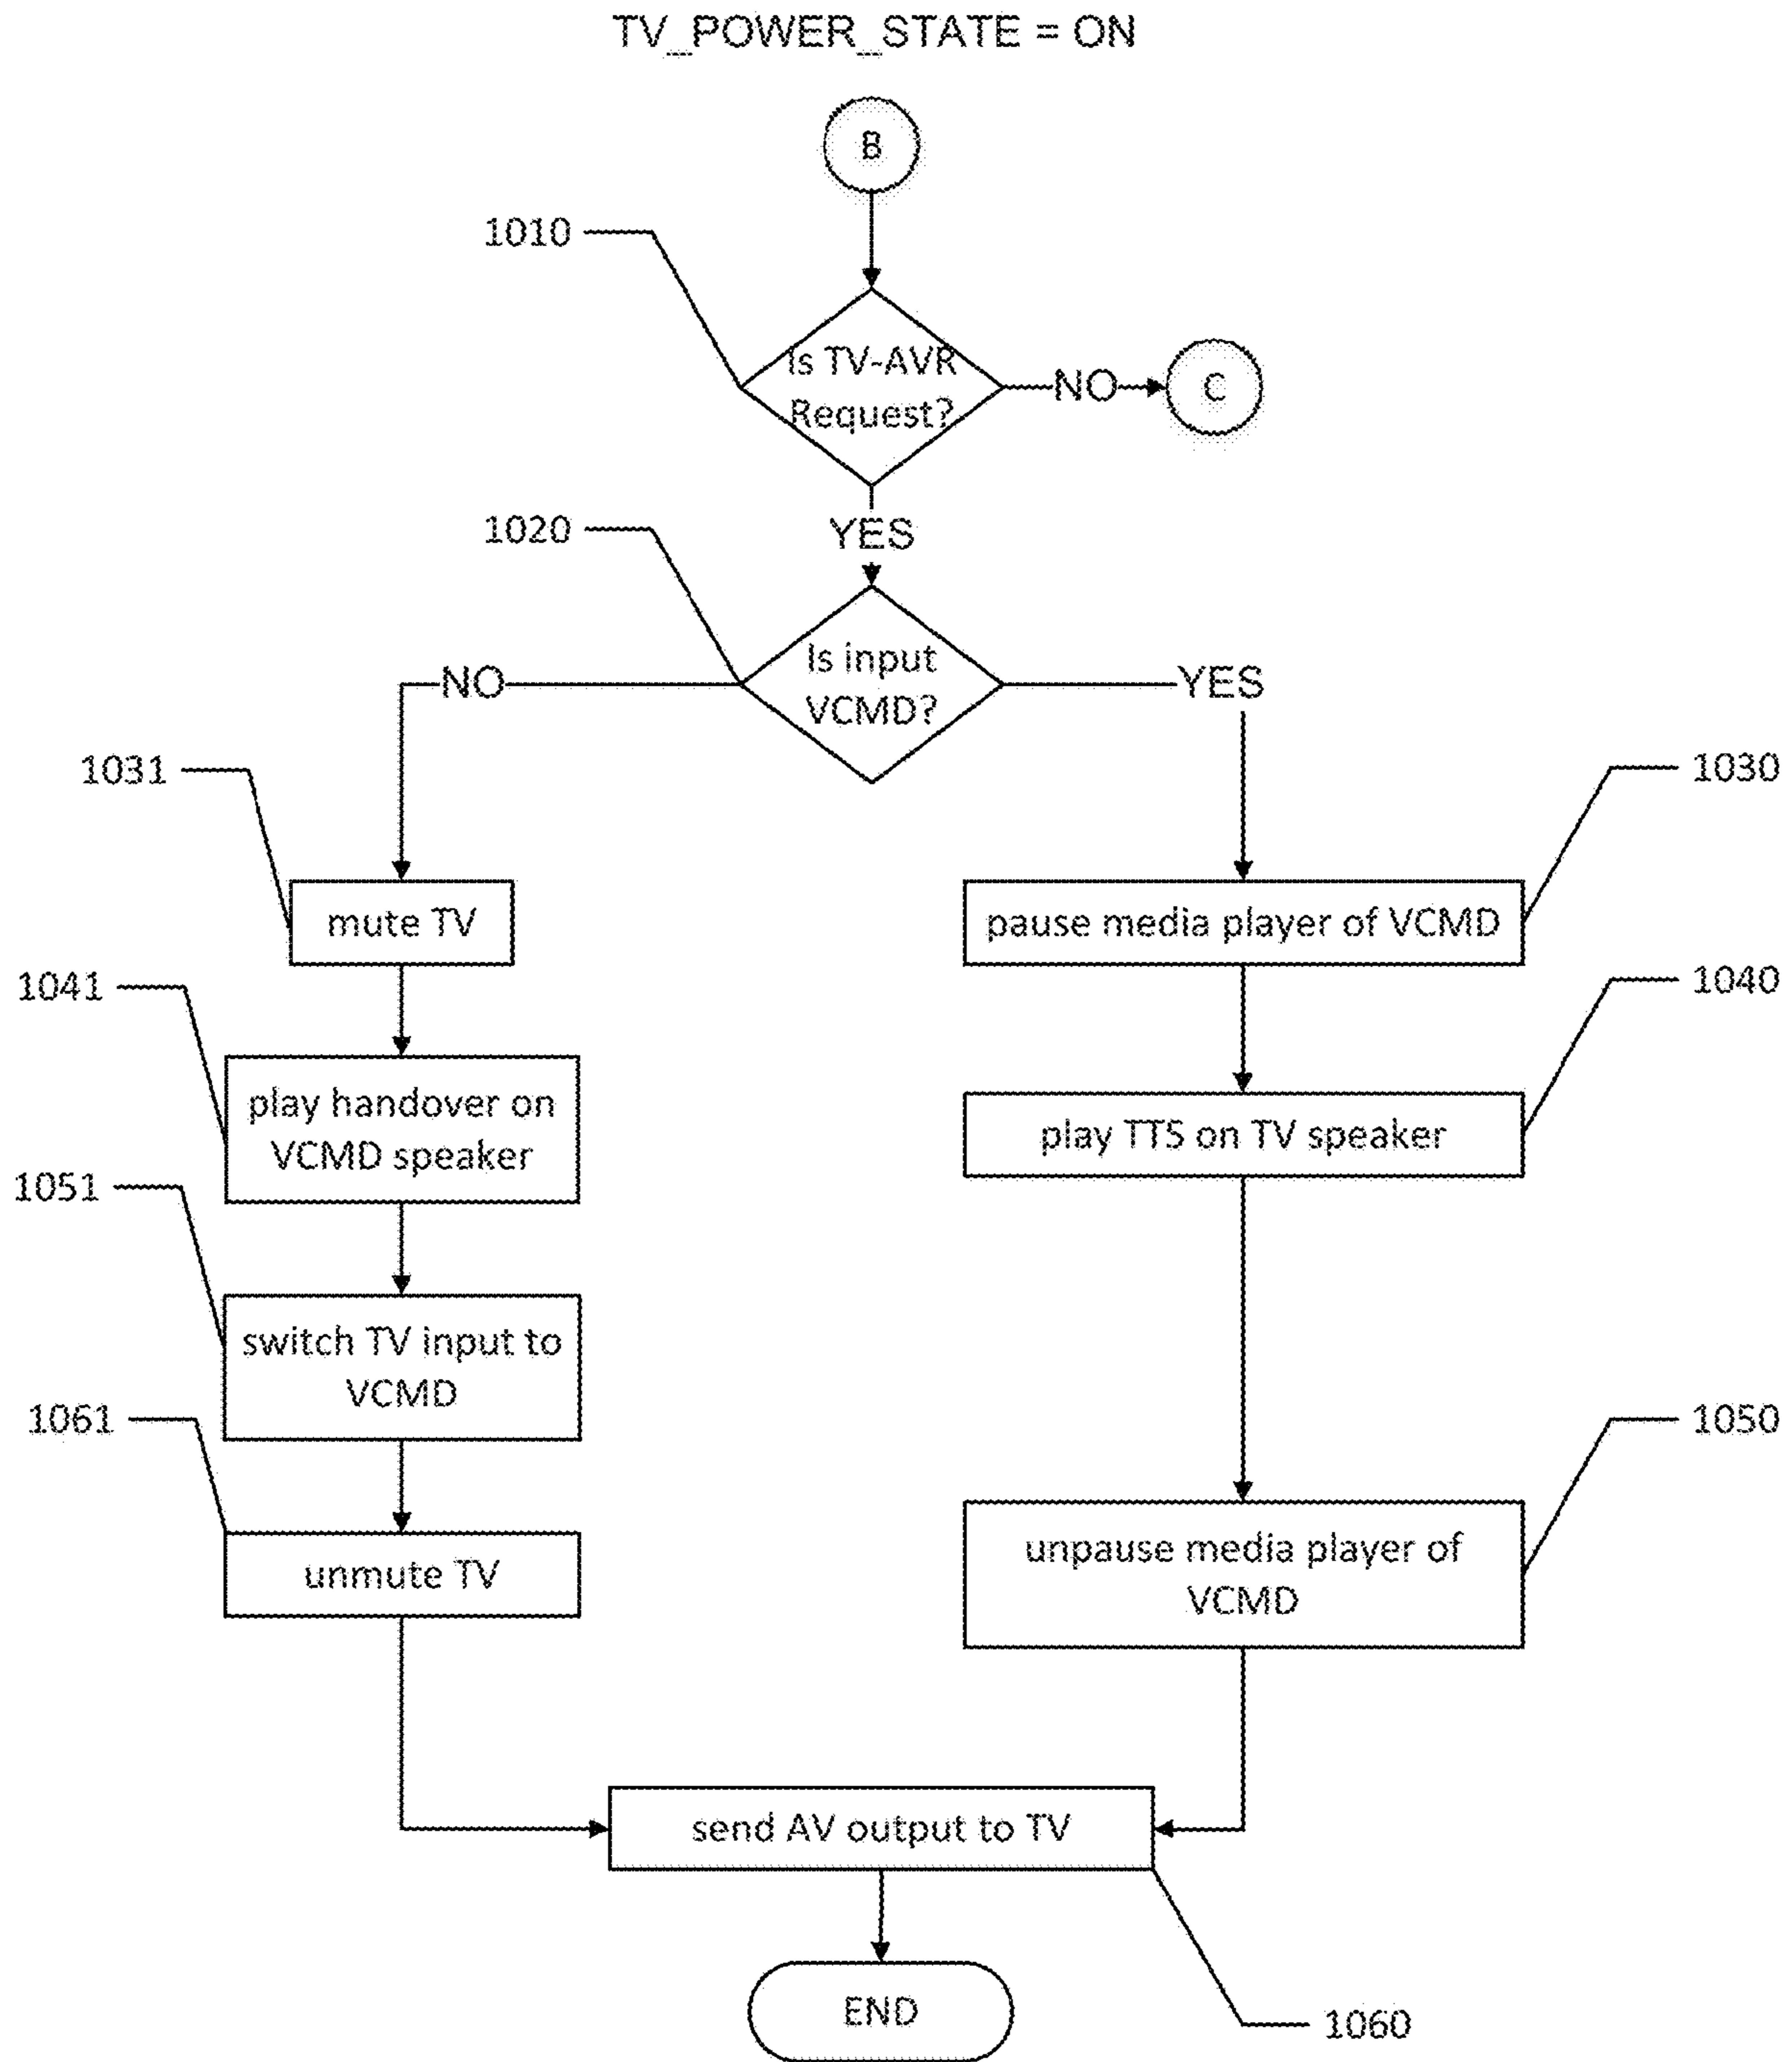 TV_POWER_STATE = ON
B
1010
Is TV-AVR
Request?
NO
C
YES
1020
Is input
VCMD?
NO
YES
1031
1030
mute TV
pause media player of VCMD
1041
1040
play handover on
VCMD speaker
play TTS on TV speaker
1051
switch TV input to
VCMD
1061
1050
unmute TV
unpause media player of
VCMD
send AV output to TV
END
1060